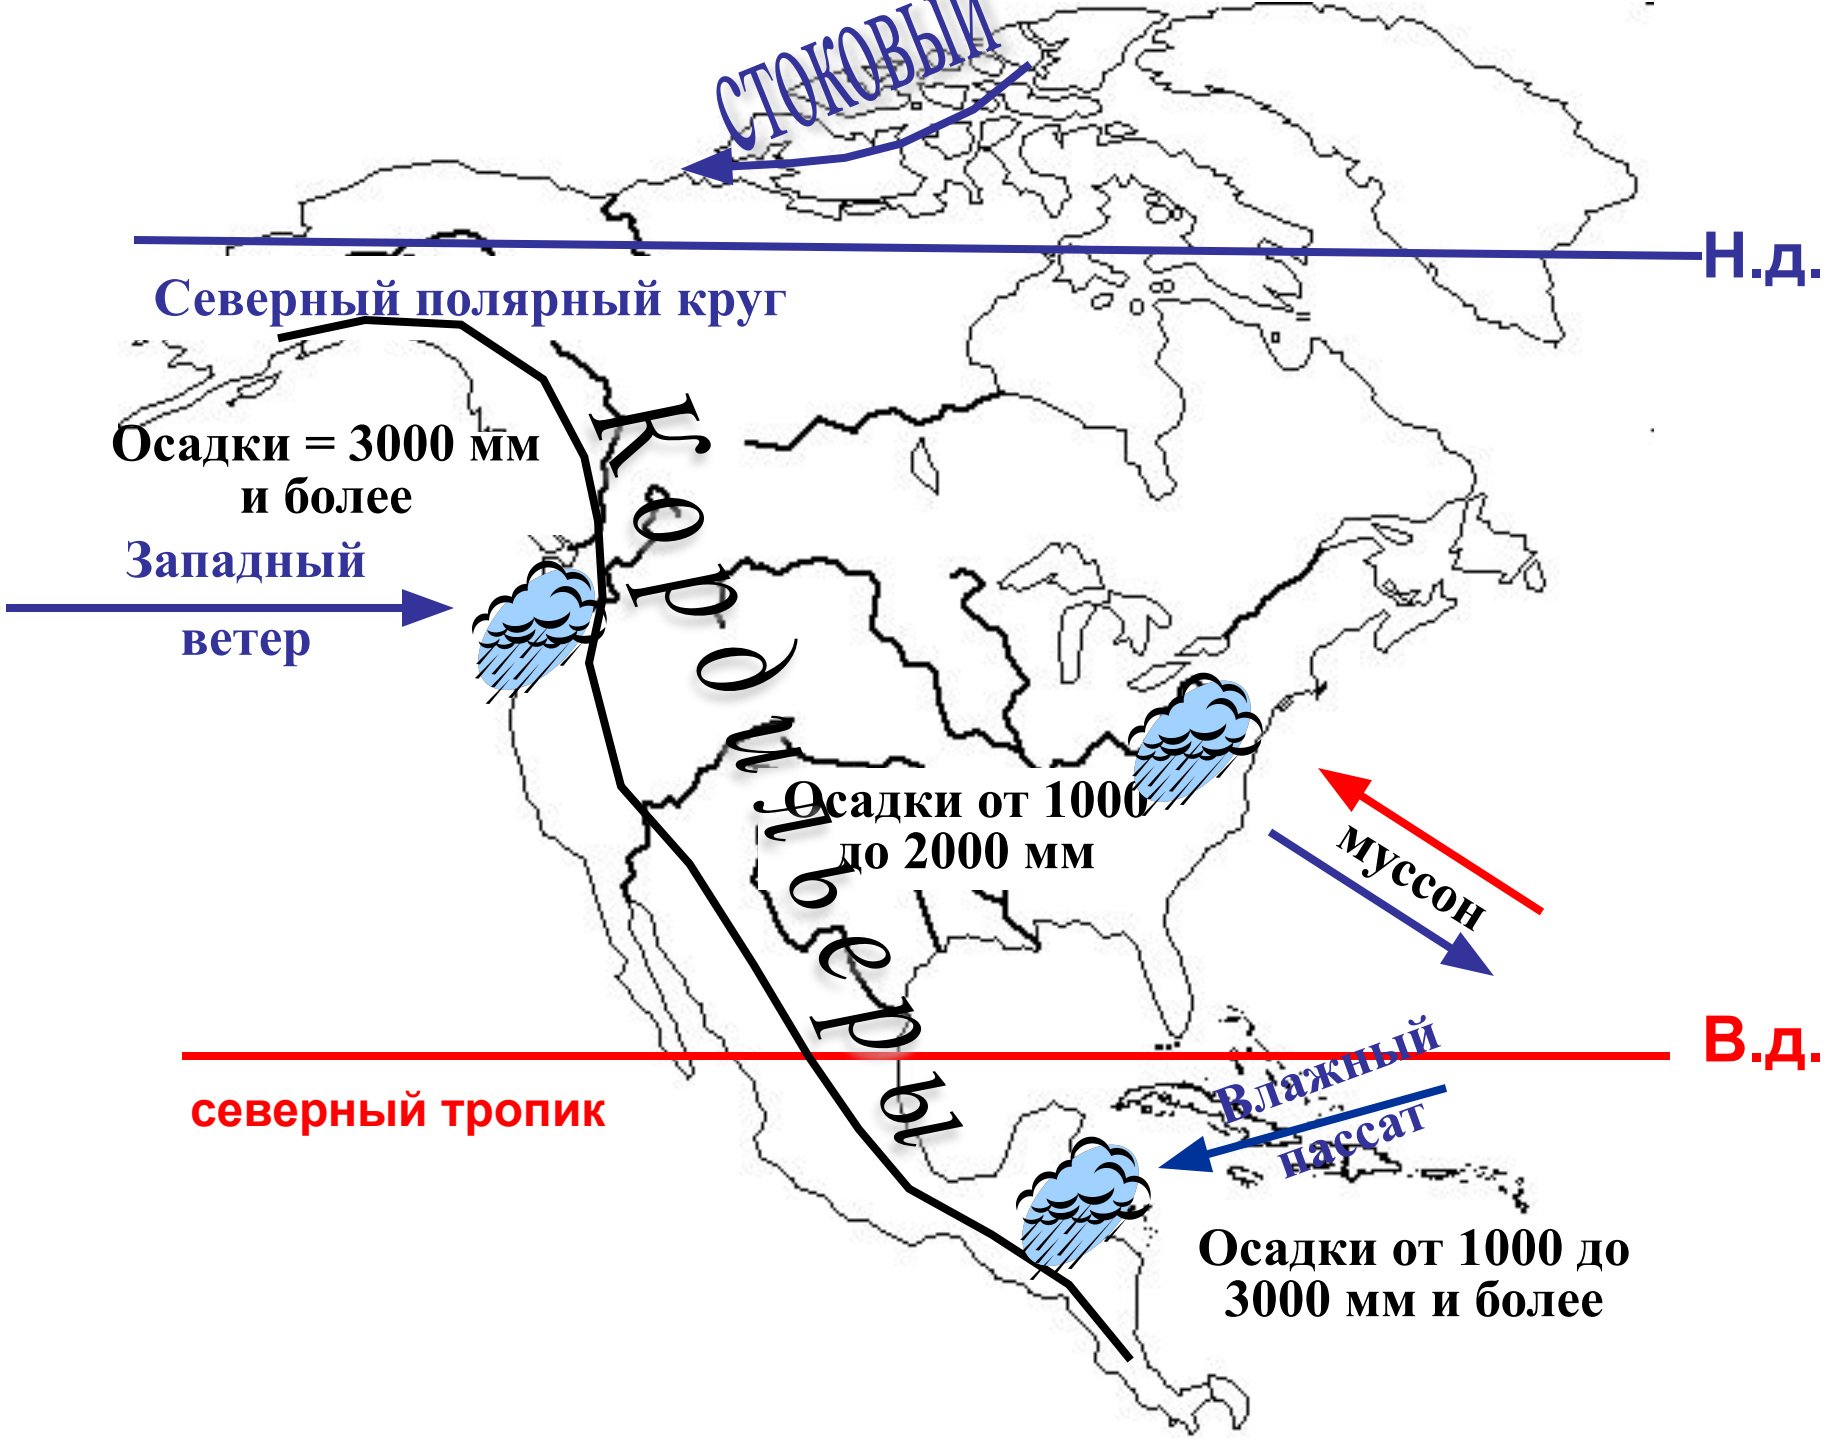 СТОКОВЫЙ
Н.д.
Северный полярный круг
Кордильеры
Осадки = 3000 мм
и более
Западный
ветер
Осадки от 1000
до 2000 мм
муссон
В.д.
северный тропик
Влажный
пассат
Осадки от 1000 до
3000 мм и более